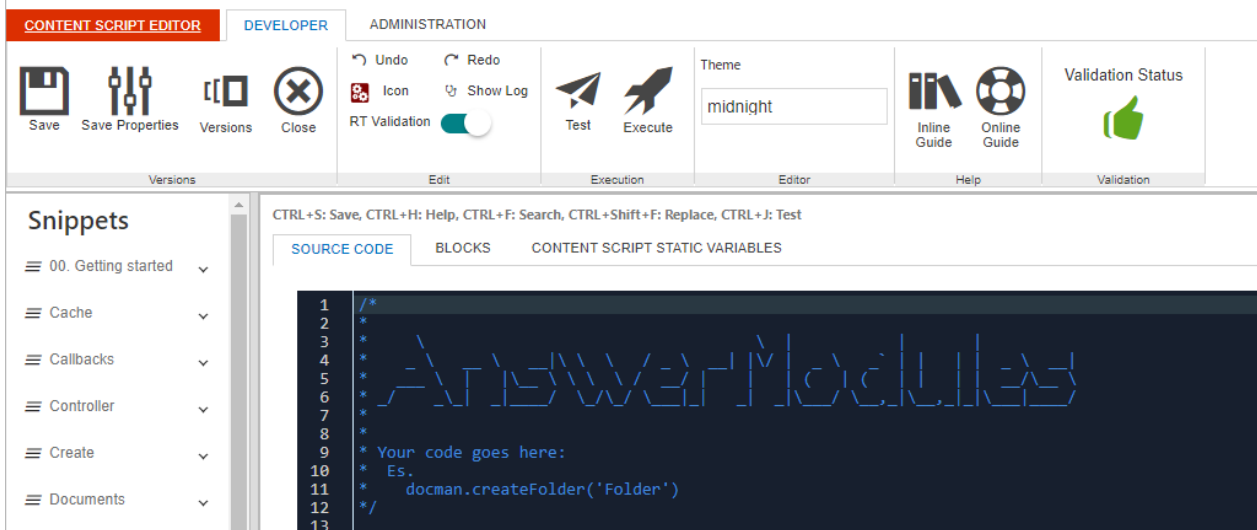 CONTENT SCRIPT EDITOR DEVELOPER ADMINISTRATION
Undo Redo
Icon Show Log
RT Validation
Save Save Properties Versions Close
Test Execute
Theme
midnight
Inline Guide
Online Guide
Validation Status
Versions Edit Execution Editor Help Validation
Snippets
00. Getting started
Cache
Callbacks
Controller
Create
Documents
CTRL+S: Save, CTRL+H: Help, CTRL+F: Search, CTRL+Shift+F: Replace, CTRL+J: Test
SOURCE CODE BLOCKS CONTENT SCRIPT STATIC VARIABLES
1 /*
2 *
3 *
4 *
5 *
6 *
AnswerModules
7 *
8 *
9 * Your code goes here:
10 * Es.
11 * docman.createFolder('Folder')
12 */
13